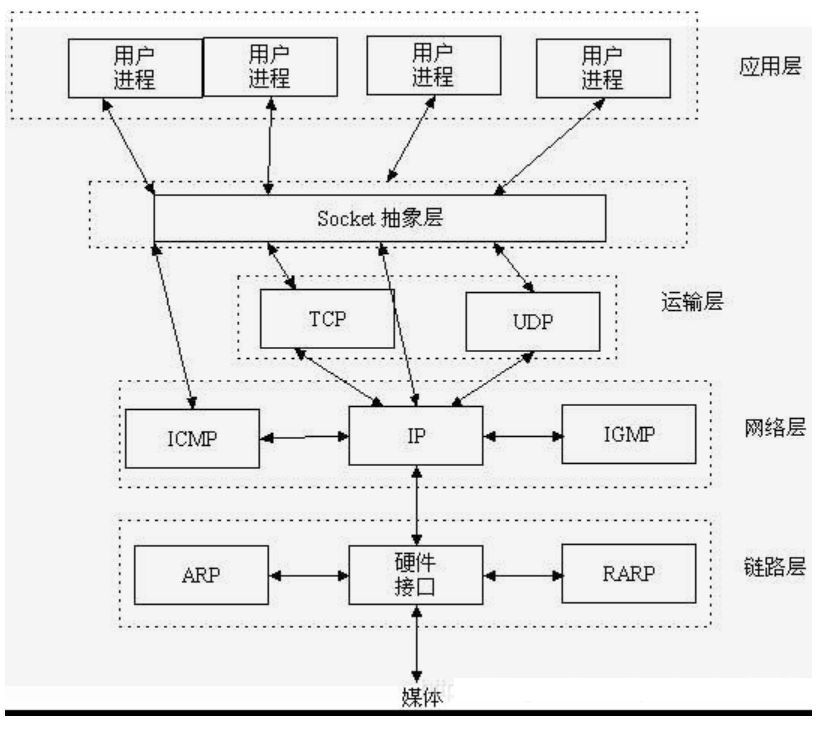 用户
进程
用户
进程
用户
进程
用户
进程
应用层
Socket 抽象层
TCP
UDP
运输层
ICMP
IP
IGMP
网络层
ARP
硬件
接口
RARP
链路层
媒体